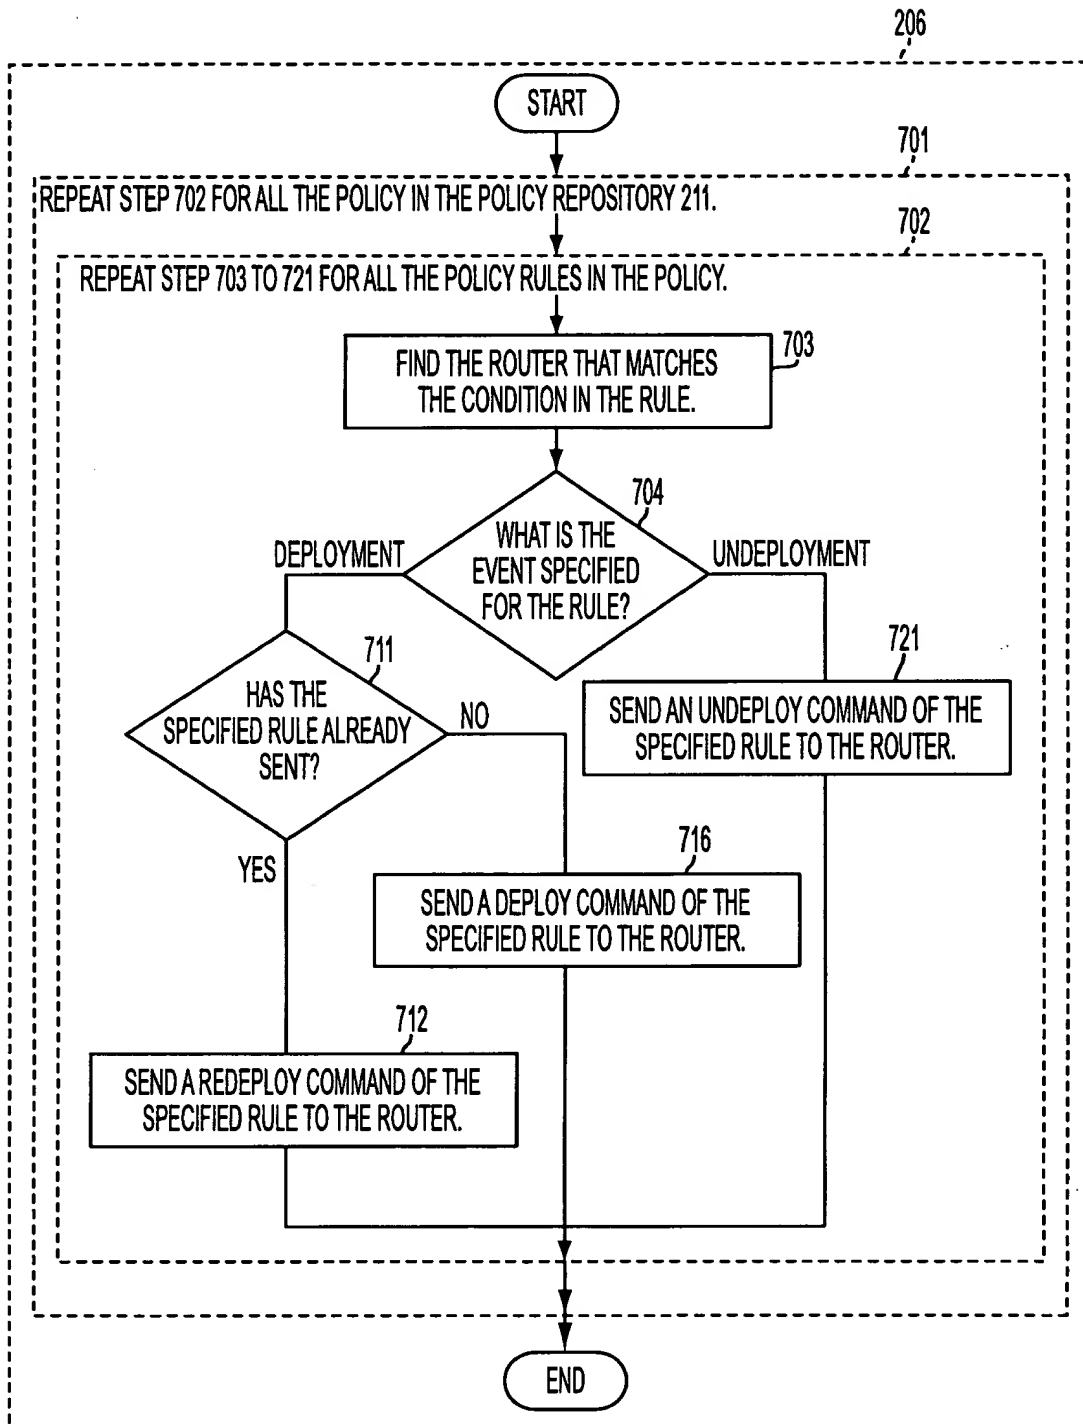 206
START
701
REPEAT STEP 702 FOR ALL THE POLICY IN THE POLICY REPOSITORY 211.
702
REPEAT STEP 703 TO 721 FOR ALL THE POLICY RULES IN THE POLICY.
703
FIND THE ROUTER THAT MATCHES
THE CONDITION IN THE RULE.
704
WHAT IS THE
EVENT SPECIFIED
FOR THE RULE?
DEPLOYMENT
UNDEPLOYMENT
711
HAS THE
SPECIFIED RULE ALREADY
SENT?
NO
YES
721
SEND AN UNDEPLOY COMMAND OF THE
SPECIFIED RULE TO THE ROUTER.
716
SEND A DEPLOY COMMAND OF THE
SPECIFIED RULE TO THE ROUTER.
712
SEND A REDEPLOY COMMAND OF THE
SPECIFIED RULE TO THE ROUTER.
END